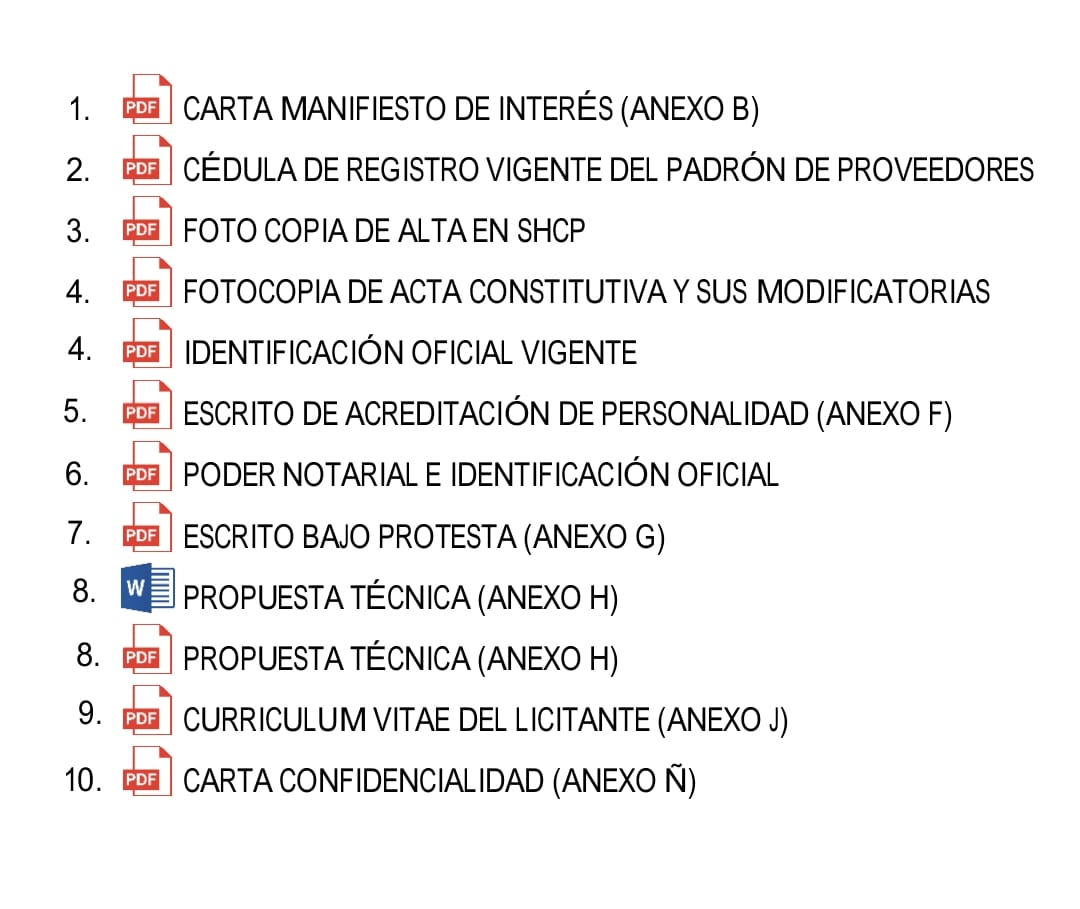 1. PDF CARTA MANIFIESTO DE INTERÉS (ANEXO B)
2. PDF CÉDULA DE REGISTRO VIGENTE DEL PADRÓN DE PROVEEDORES
3. PDF FOTO COPIA DE ALTA EN SHCP
4. PDF FOTOCOPIA DE ACTA CONSTITUTIVA Y SUS MODIFICATORIAS
4. PDF IDENTIFICACIÓN OFICIAL VIGENTE
5. PDF ESCRITO DE ACREDITACIÓN DE PERSONALIDAD (ANEXO F)
6. PDF PODER NOTARIAL E IDENTIFICACIÓN OFICIAL
7. PDF ESCRITO BAJO PROTESTA (ANEXO G)
8. W PROPUESTA TÉCNICA (ANEXO H)
8. PDF PROPUESTA TÉCNICA (ANEXO H)
9. PDF CURRICULUM VITAE DEL LICITANTE (ANEXO J)
10. PDF CARTA CONFIDENCIALIDAD (ANEXO Ñ)